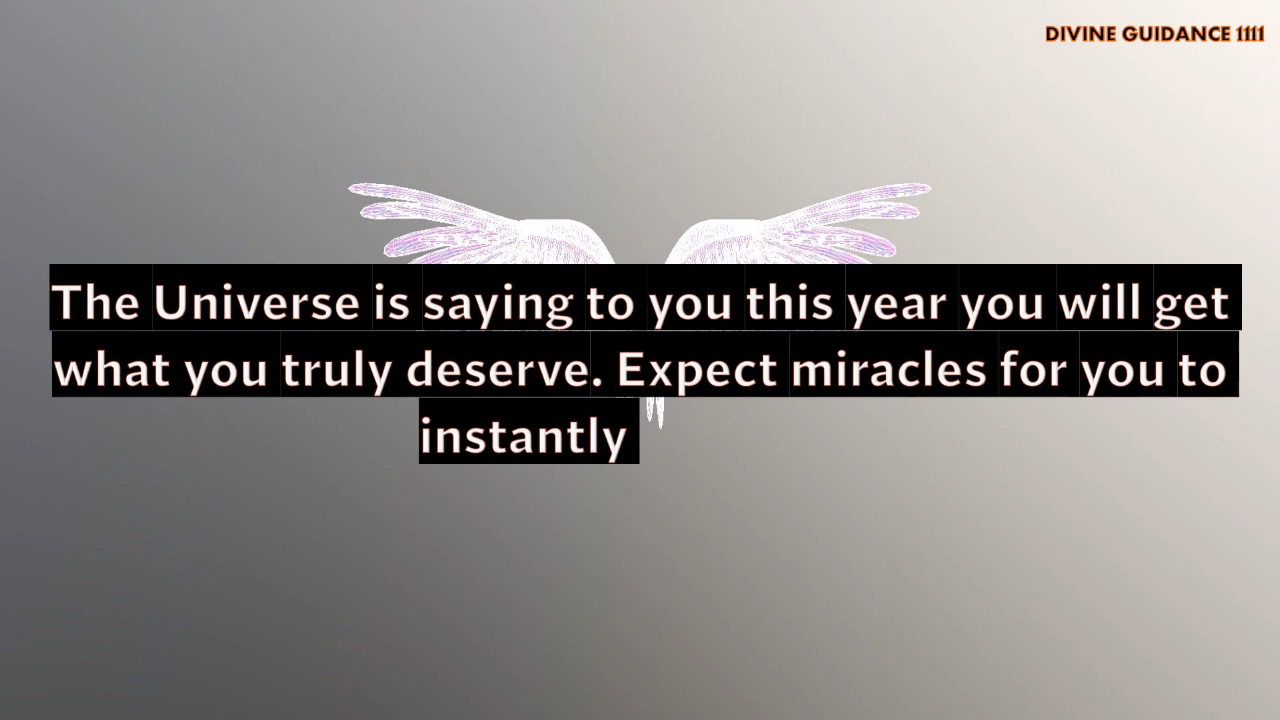 DIVINE GUIDANCE 1111
The Universe is saying to you this year you will get
what you truly deserve. Expect miracles for you to
instantly